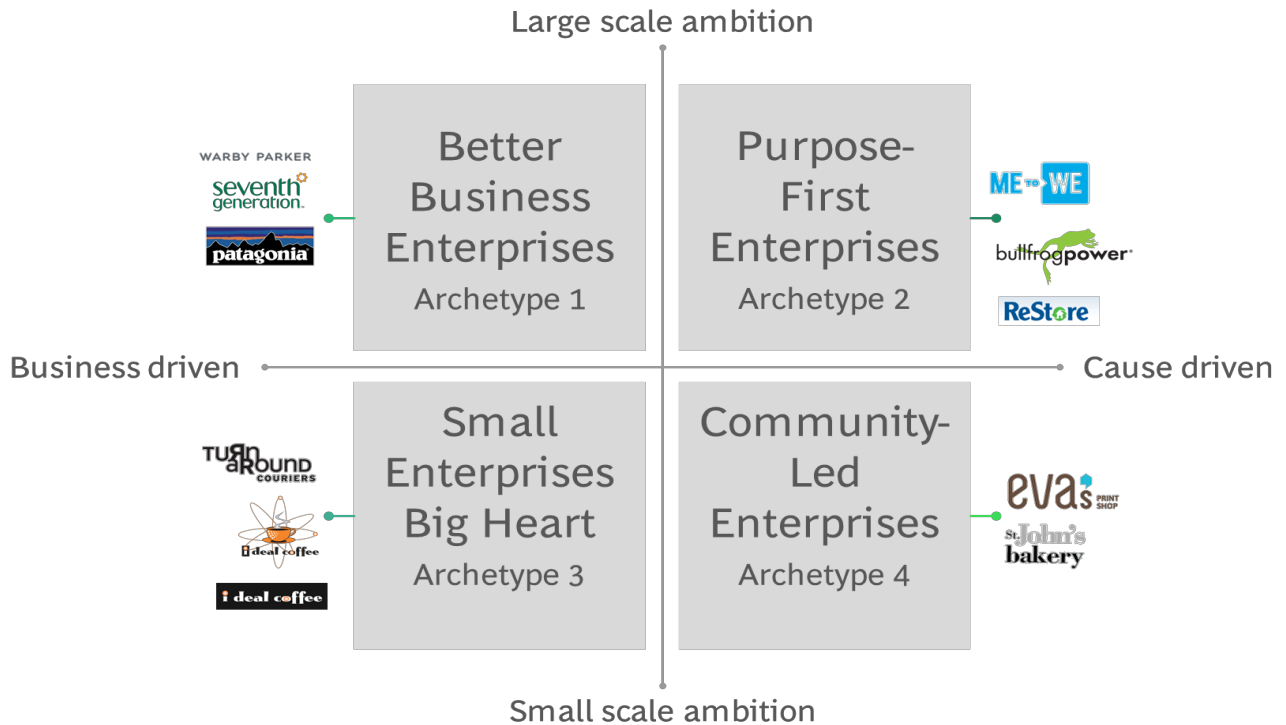 Large scale ambition
WARBY PARKER
seventh
generation™
patagonia
Better
Business
Enterprises
Archetype 1
Purpose-
First
Enterprises
Archetype 2
ME TO WE
bullfrogpower®
ReStore
Business driven
Cause driven
TURN
aROUND
COURIERS
i deal coffee
i deal coffee
Small
Enterprises
Big Heart
Archetype 3
Community-
Led
Enterprises
Archetype 4
eva's PRINT
SHOP
St. John's
bakery
Small scale ambition